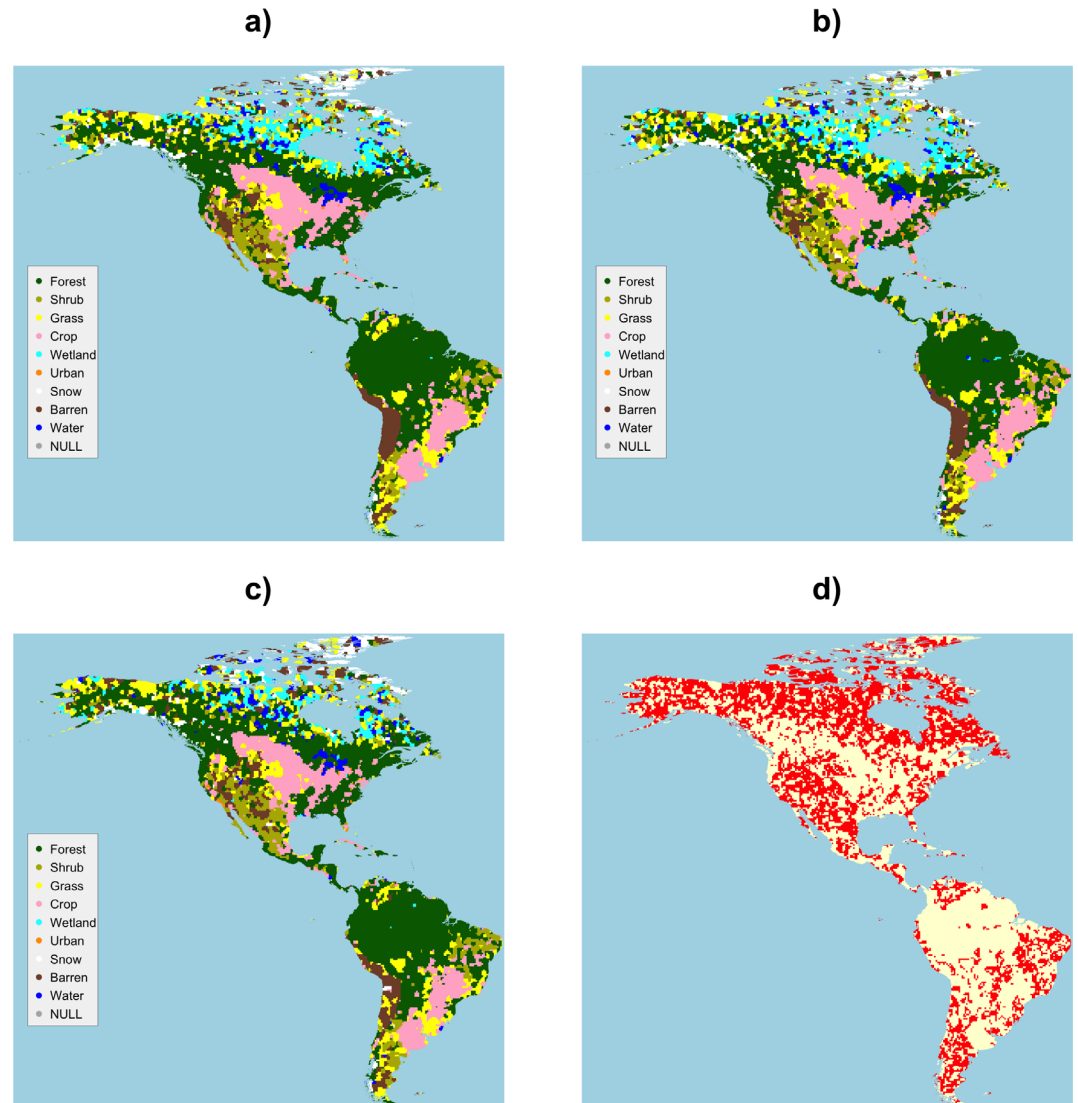 a)
b)
Forest
Shrub
Grass
Crop
Wetland
Urban
Snow
Barren
Water
NULL
Forest
Shrub
Grass
Crop
Wetland
Urban
Snow
Barren
Water
NULL
c)
d)
Forest
Shrub
Grass
Crop
Wetland
Urban
Snow
Barren
Water
NULL